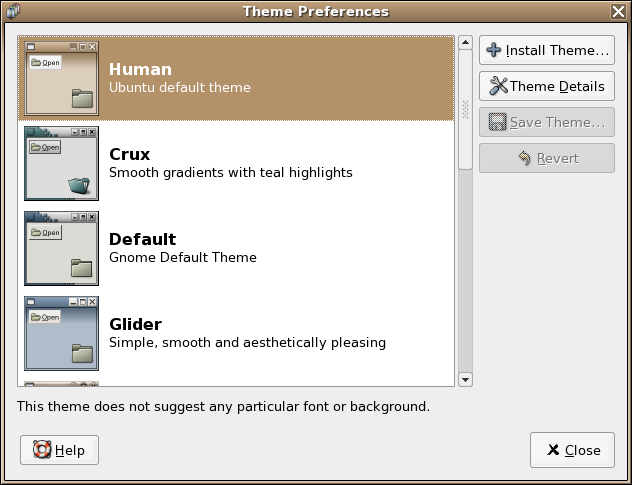 Theme Preferences
Open
Human
Ubuntu default theme
Open
Crux
Smooth gradients with teal highlights
Open
Default
Gnome Default Theme
Open
Glider
Simple, smooth and aesthetically pleasing
Install Theme...
Theme Details
Save Theme...
Revert
This theme does not suggest any particular font or background.
Help
Close